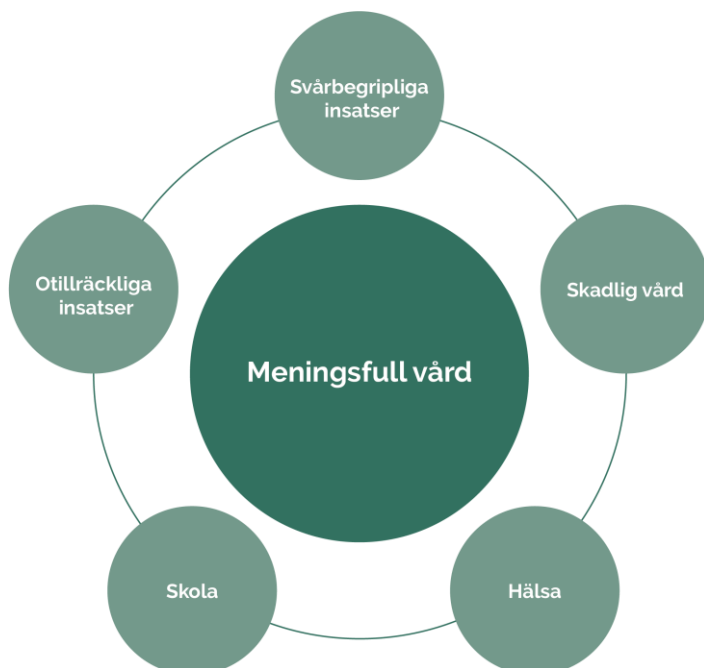 Svårbegripliga
insatser
Otillräckliga
insatser
Skadlig vård
Meningsfull vård
Skola
Hälsa